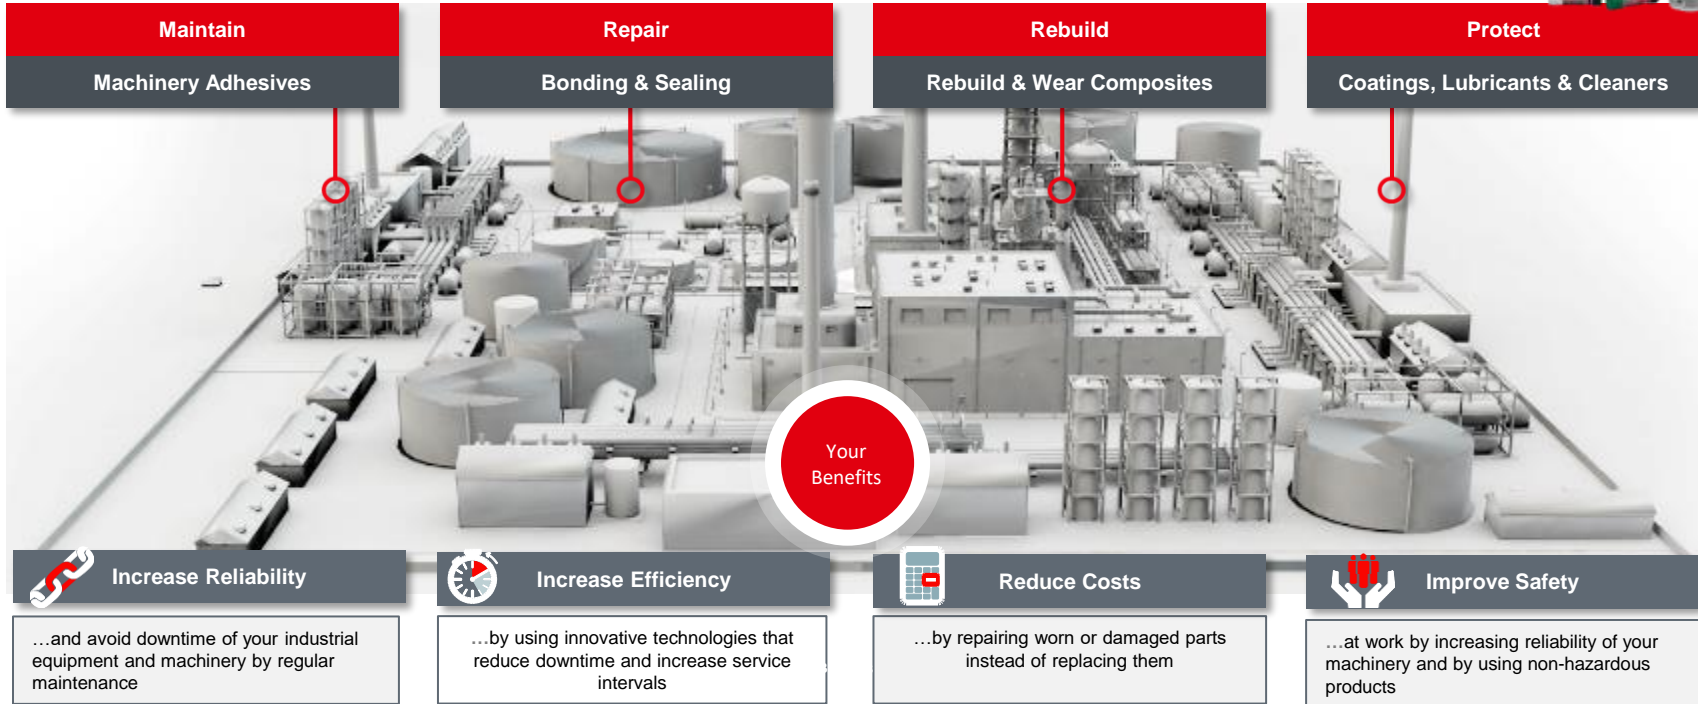 Maintain
Machinery Adhesives
Repair
Bonding & Sealing
Rebuild
Rebuild & Wear Composites
Protect
Coatings, Lubricants & Cleaners
Your
Benefits
Increase Reliability
…and avoid downtime of your industrial
equipment and machinery by regular
maintenance
Increase Efficiency
…by using innovative technologies that
reduce downtime and increase service
intervals
Reduce Costs
…by repairing worn or damaged parts
instead of replacing them
Improve Safety
…at work by increasing reliability of your
machinery and by using non-hazardous
products